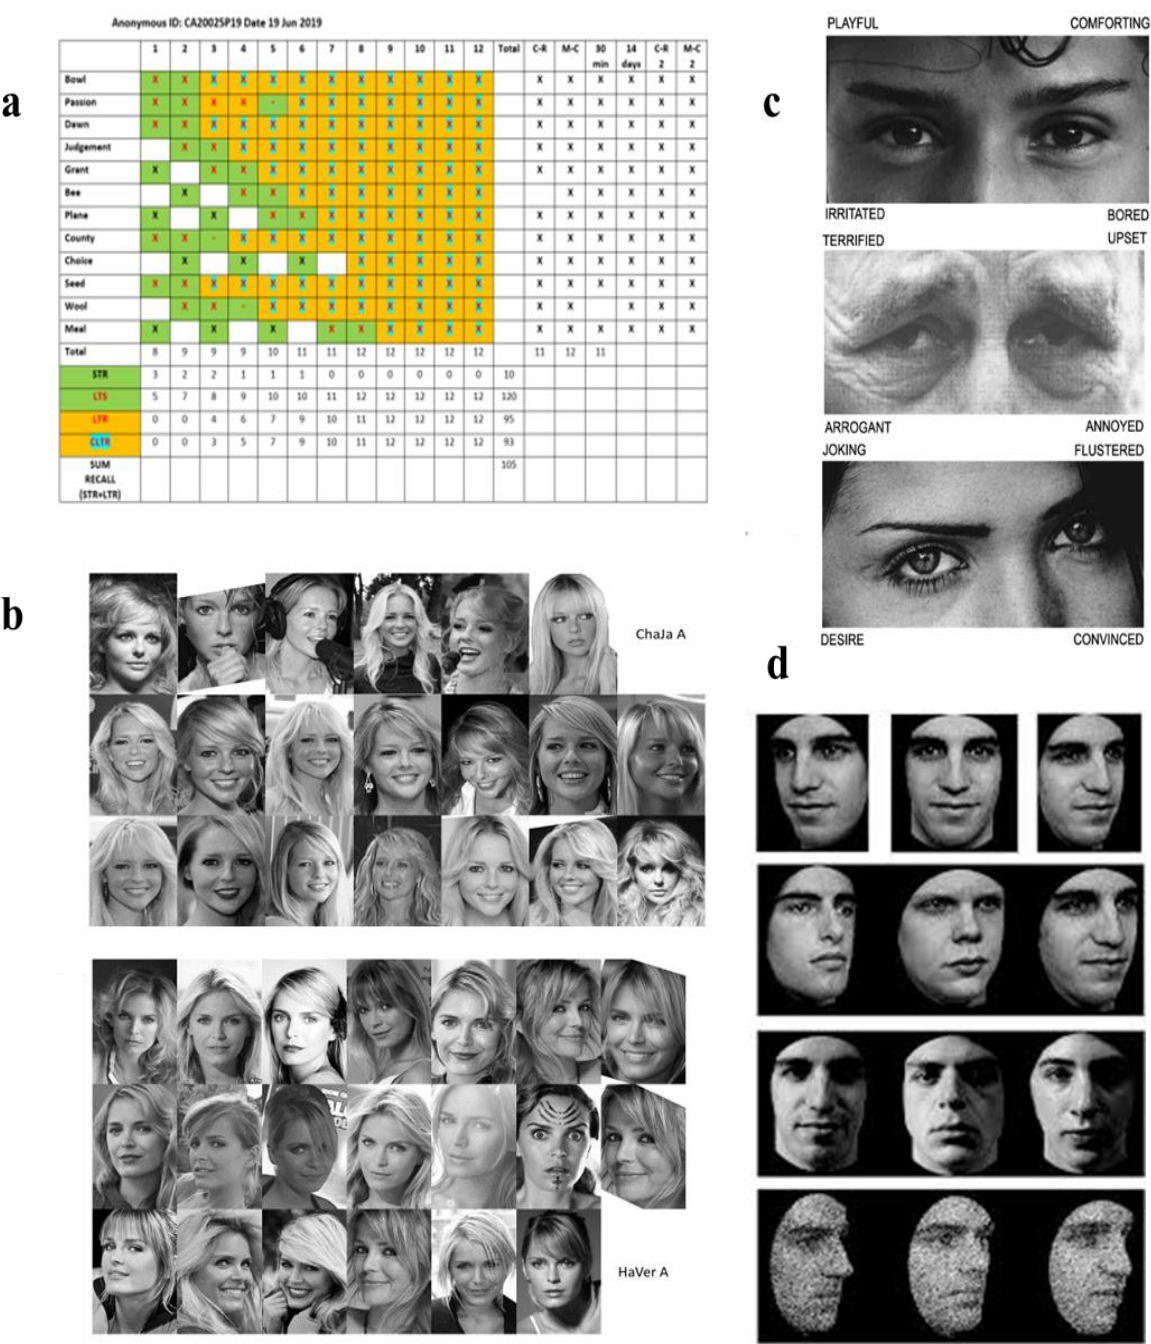 Anonymous ID: CA20025P19 Date 19 Jun 2019
a
1 2 3 4 5 6 7 8 9 10 11 12 Total C-R M-C 30 min 14 days C-R 2 M-C 2
Bowl X X X X X X X X X X X X X X X X X X
Passion X X X X - X X X X X X X X X X X X X
Dawn X X X X X X X X X X X X X X X X X X
Judgement X X X X X X X X X X X X X X X X X
Grant X X X X X X X X X X X X X X X X X
Bee X X X X X X X X X X X X X X X
Plane X X X X X X X X X X X X X X X X
County X X - X X X X X X X X X X X X X X X
Choice X X X X X X X X X X X X X X
Seed X X X X X X X X X X X X X X X X X X
Wool X X - X X X X X X X X X X X X X
Meal X X X X X X X X X X X X X X X
Total 8 9 9 9 10 11 11 12 12 12 12 12 11 12 11
STR 3 2 2 1 1 1 0 0 0 0 0 0 10
LTS 5 7 8 9 10 10 11 12 12 12 12 12 120
LTR 0 0 4 6 7 9 10 11 12 12 12 12 95
CLTR 0 0 3 5 7 9 10 11 12 12 12 12 93
SUM 105
RECALL
(STR+LTR)
b
ChaJa A
HaVer A
c
PLAYFUL COMFORTING
IRRITATED BORED
TERRIFIED UPSET
ARROGANT ANNOYED
JOKING FLUSTERED
DESIRE CONVINCED
d